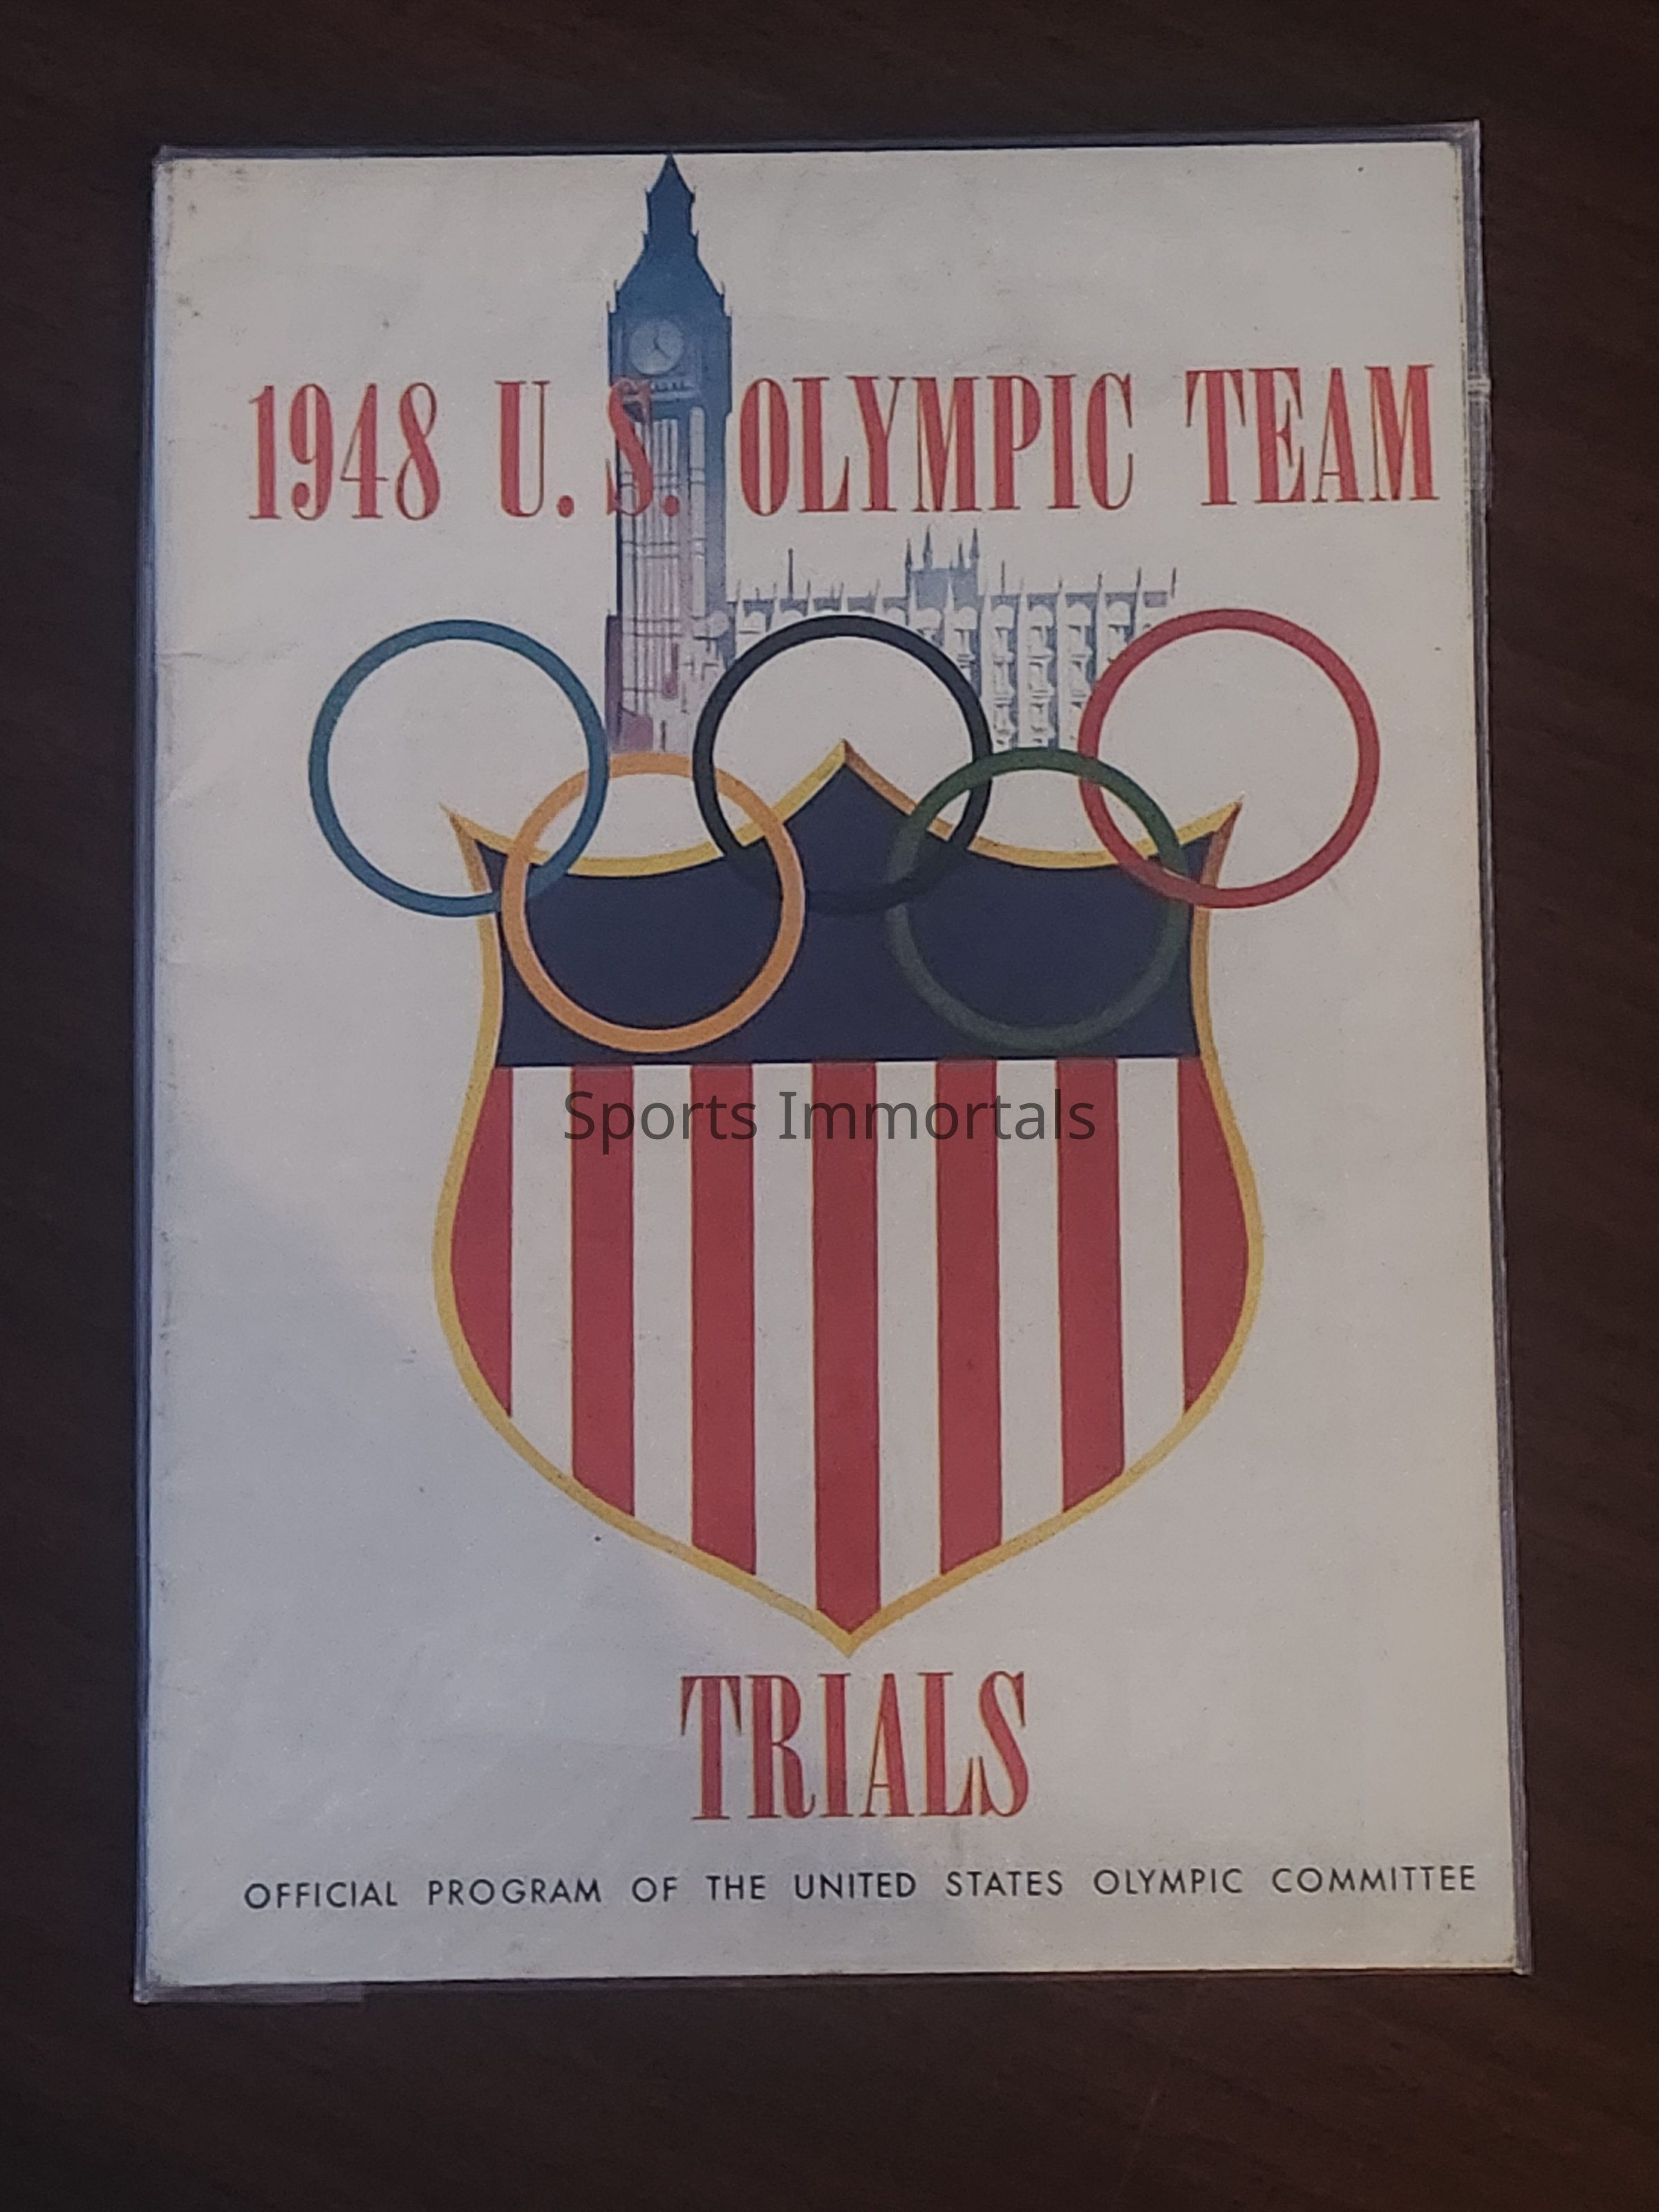 1948 U. S. OLYMPIC TEAM
Sports Immortals
TRIALS
OFFICIAL PROGRAM OF THE UNITED STATES OLYMPIC COMMITTEE